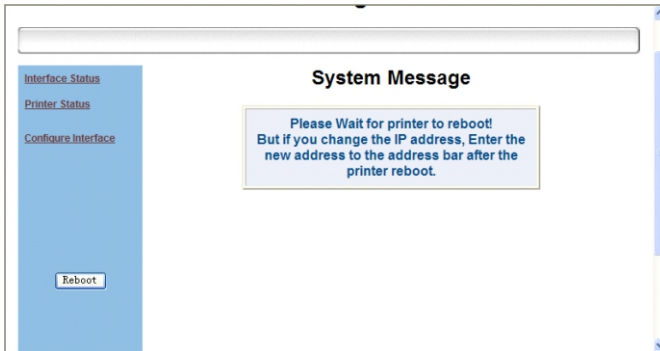 System Message
Interface Status
Printer Status
Configure Interface
Please Wait for printer to reboot!
But if you change the IP address, Enter the
new address to the address bar after the
printer reboot.
Reboot